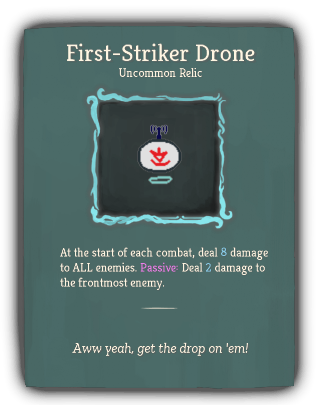 First-Striker Drone
Uncommon Relic
At the start of each combat, deal 8 damage
to ALL enemies. Passive: Deal 2 damage to
the frontmost enemy.
Aww yeah, get the drop on 'em!